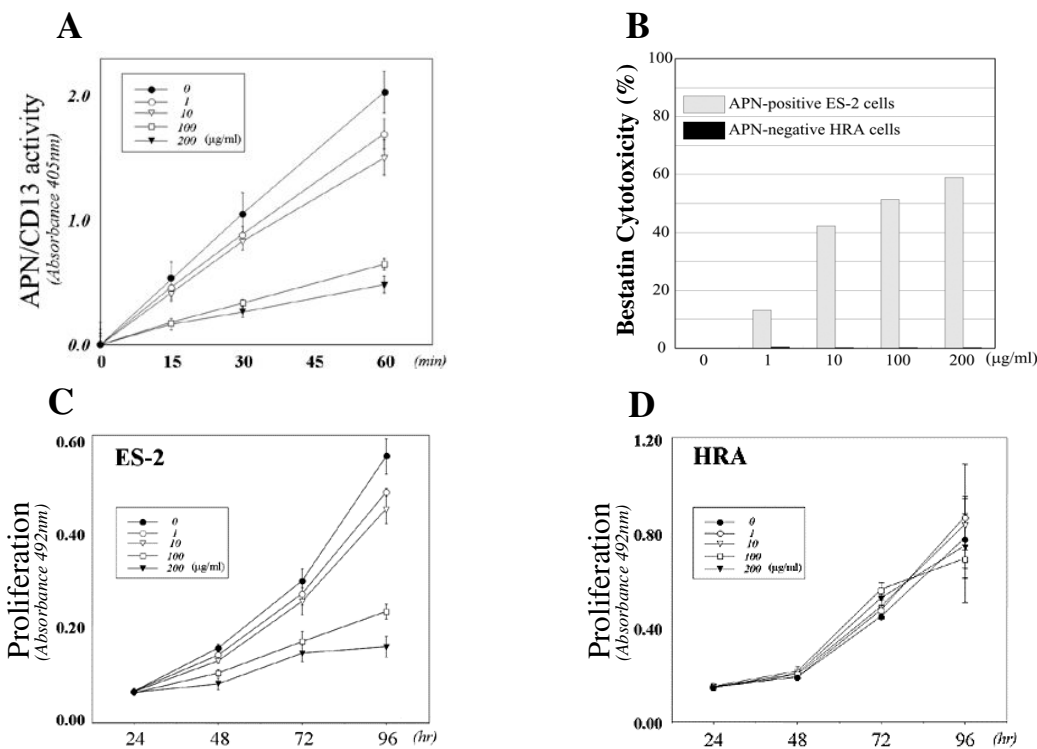 A
APN/CD13 activity
(Absorbance 405nm)
2.0
1.0
0.0
0
1
10
100
200 (µg/ml)
0 15 30 45 60 (min)
B
Bestatin Cytotoxicity (%)
100
80
60
40
20
0
APN-positive ES-2 cells
APN-negative HRA cells
0 1 10 100 200 (µg/ml)
C
Proliferation
(Absorbance 492nm)
0.60
0.40
0.20
0.00
ES-2
0
1
10
100
200 (µg/ml)
24 48 72 96 (hr)
D
Proliferation
(Absorbance 492nm)
1.20
0.80
0.40
0.00
HRA
0
1
10
100
200 (µg/ml)
24 48 72 96 (hr)